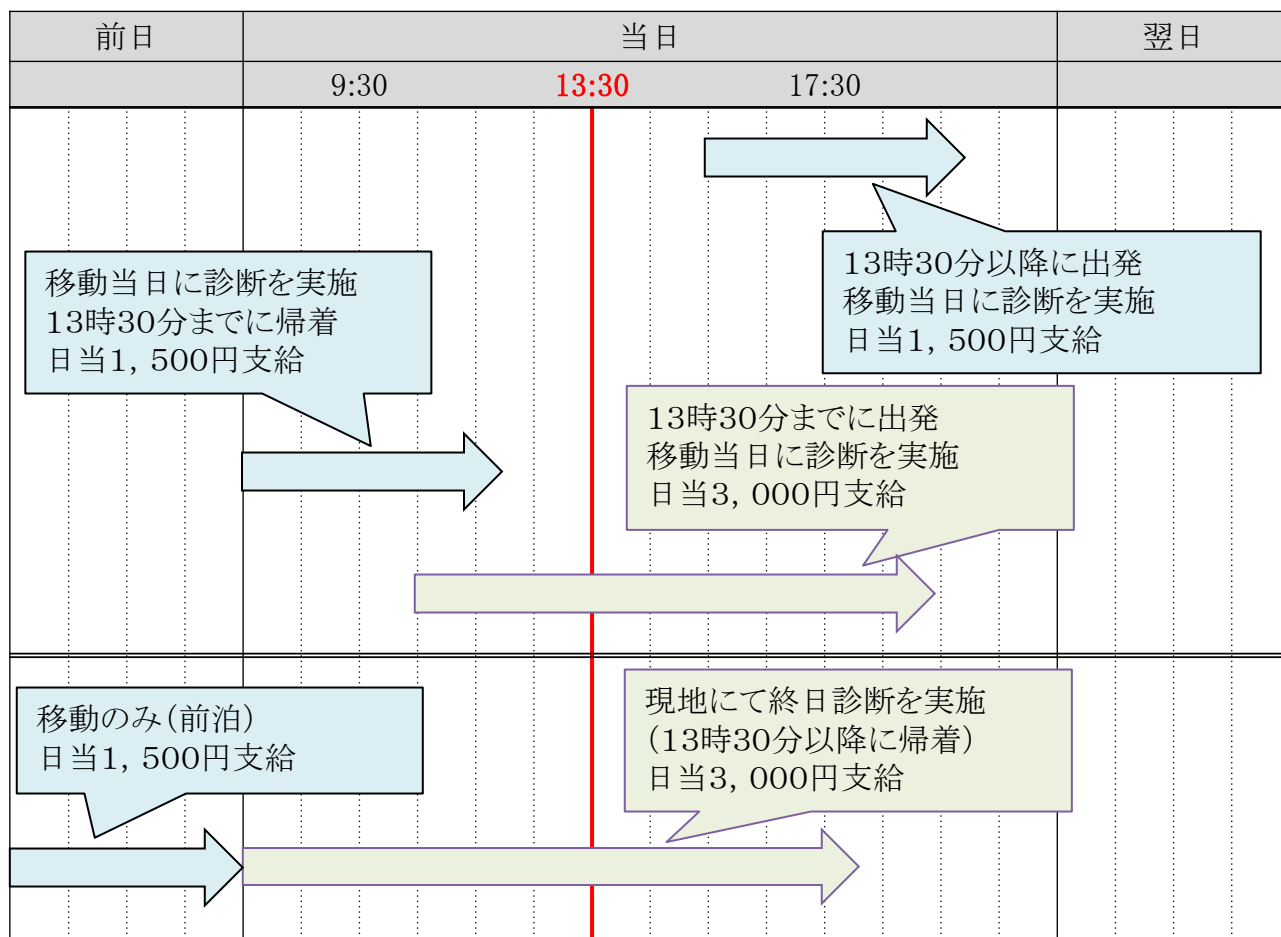 前日 当日 翌日
9:30 13:30 17:30
13時30分以降に出発
移動当日に診断を実施
日当1,500円支給
移動当日に診断を実施
13時30分までに帰着
日当1,500円支給
13時30分までに出発
移動当日に診断を実施
日当3,000円支給
移動のみ(前泊)
日当1,500円支給
現地にて終日診断を実施
(13時30分以降に帰着)
日当3,000円支給